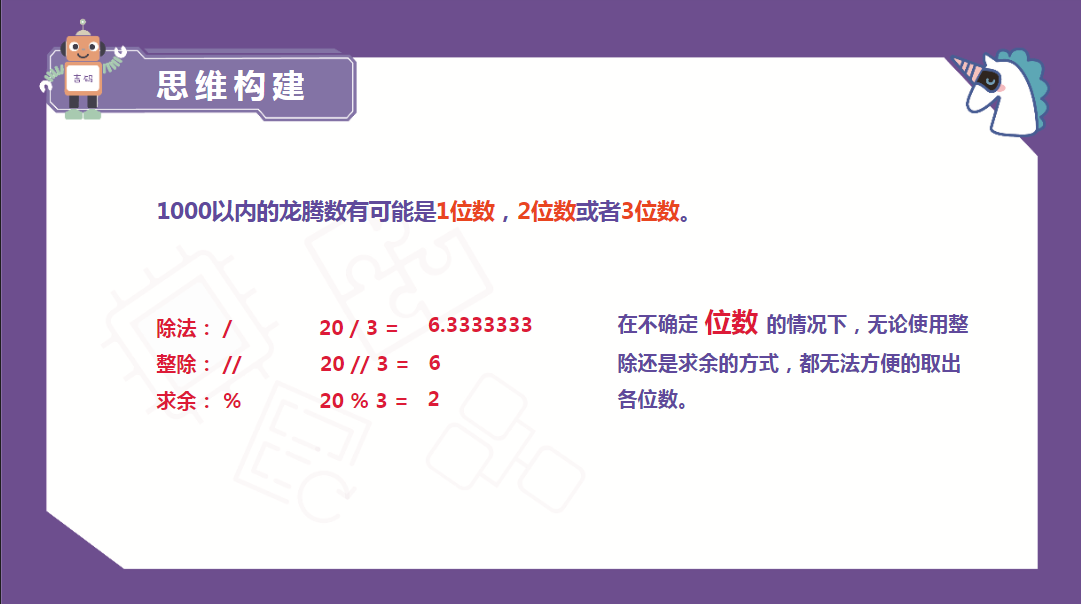 思维构建
1000以内的龙腾数有可能是1位数，2位数或者3位数。
除法： / 20 / 3 = 6.3333333
整除： // 20 // 3 = 6
求余： % 20 % 3 = 2
在不确定 位数 的情况下，无论使用整
除还是求余的方式，都无法方便的取出
各位数。